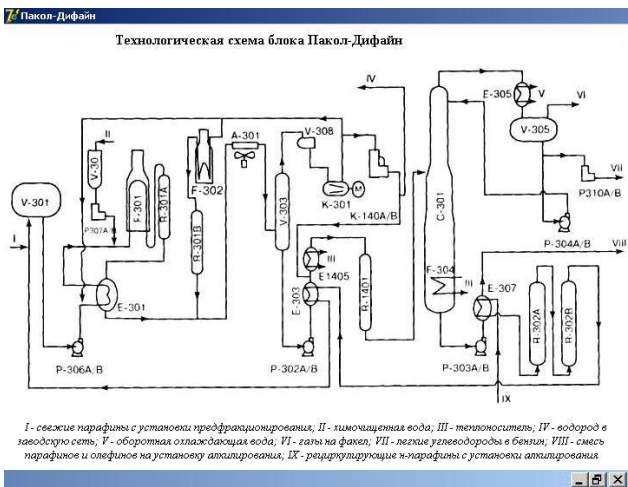 Пакол-Дифайн
Технологическая схема блока Пакол-Дифайн
IV
E-305
V
VI
V-305
II
A-301
V-308
V-30
F-302
F-301
R-301A
K-301
M
VII
P310A/B
V-301
P307A/B
V-303
K-140A/B
C-301
I
R-301B
III
E1405
P-304A/B
VIII
E-301
E-303
R-1401
F-304
III
E-307
R-302A
R-302B
P-306A/B
P-302A/B
P-303A/B
IX
I - свежие парафины с установки предфракционирования; II - химочищенная вода; III - теплоноситель; IV - водород в
заводскую сеть; V - оборотная охлаждающая вода; VI - газы на факел; VII - легкие углеводороды в бензин; VIII - смесь
парафинов и олефинов на установку алкилирования; IX - рециркулирующие н-парафины с установки алкилирования